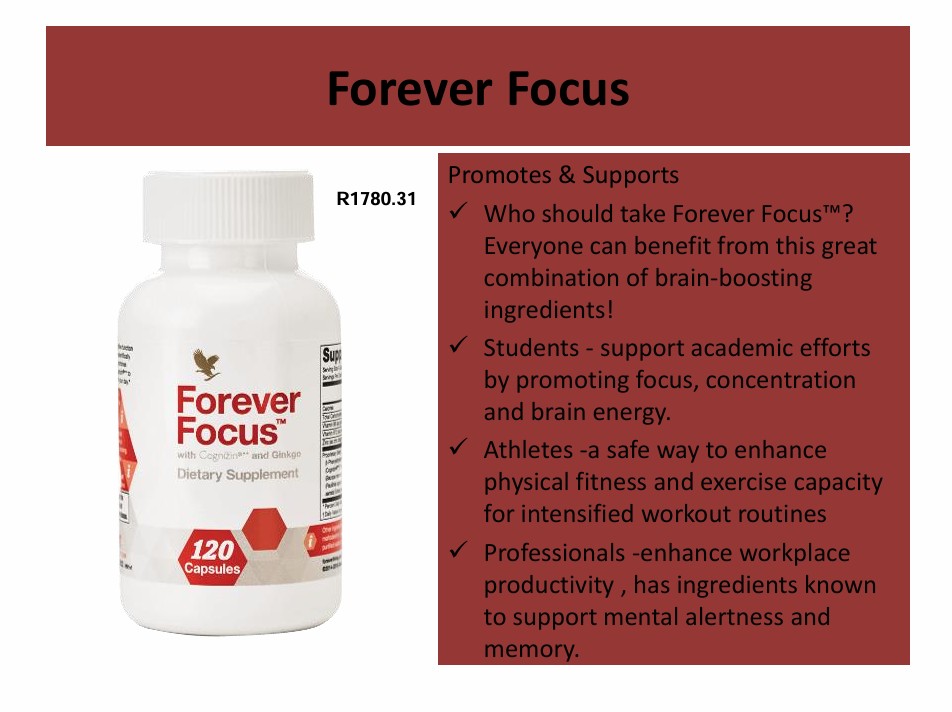 Forever Focus
R1780.31
Promotes & Supports
✓ Who should take Forever Focus™?
Everyone can benefit from this great
combination of brain-boosting
ingredients!
✓ Students - support academic efforts
by promoting focus, concentration
and brain energy.
✓ Athletes -a safe way to enhance
physical fitness and exercise capacity
for intensified workout routines
✓ Professionals -enhance workplace
productivity , has ingredients known
to support mental alertness and
memory.
Forever
Focus™
with Cognizin®** and Ginkgo
Dietary Supplement
120
Capsules
Supp